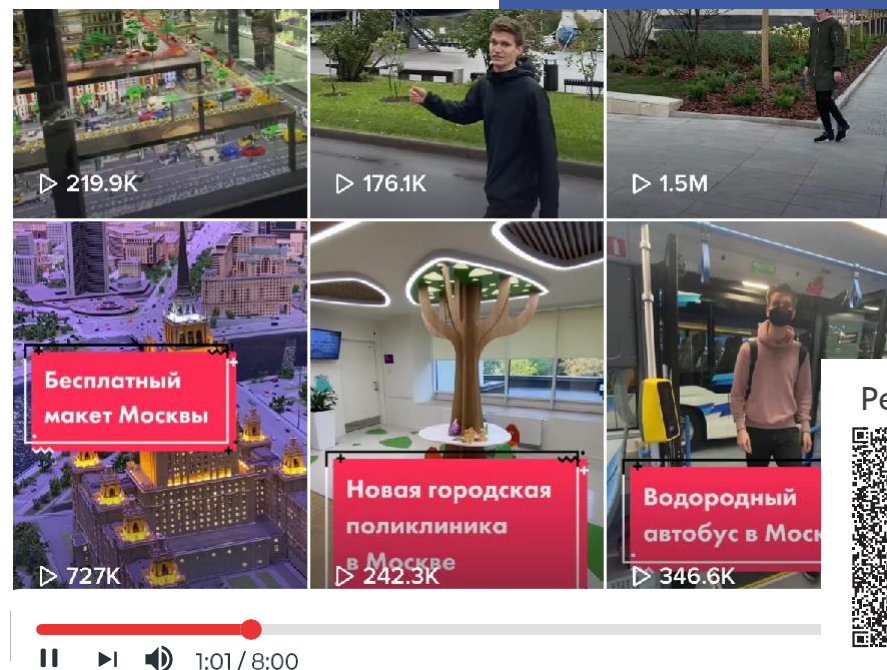 219.9K
176.1K
1.5M
Бесплатный
макет Москвы
727K
Новая городская
поликлиника
в Москве
242.3K
Водородный
автобус в Моск
346.6K
Ре
1:01 / 8:00